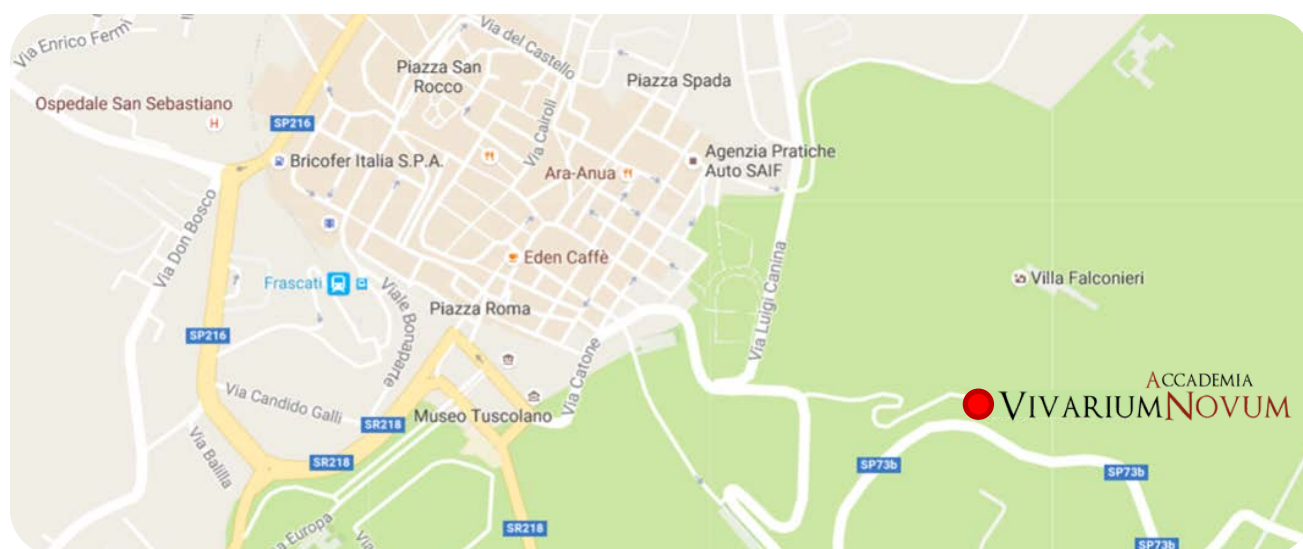 Via Enrico Fermi
Via del Castello
Piazza San
Rocco
Piazza Spada
Ospedale San Sebastiano
H
SP216
Via Cairoli
Bricofer Italia S.P.A.
Ara-Anua
Agenzia Pratiche
Auto SAIF
Via Don Bosco
Eden Caffè
Via Luigi Canina
Frascati
Villa Falconieri
Viale Bonaparte
Piazza Roma
SP216
Via Catone
Via Candido Galli
ACCADEMIA
VIVARIUMNOVUM
Museo Tuscolano
SR218
Via Balilla
SR218
SP73b
SP73b
Europa
SR218
SP73b